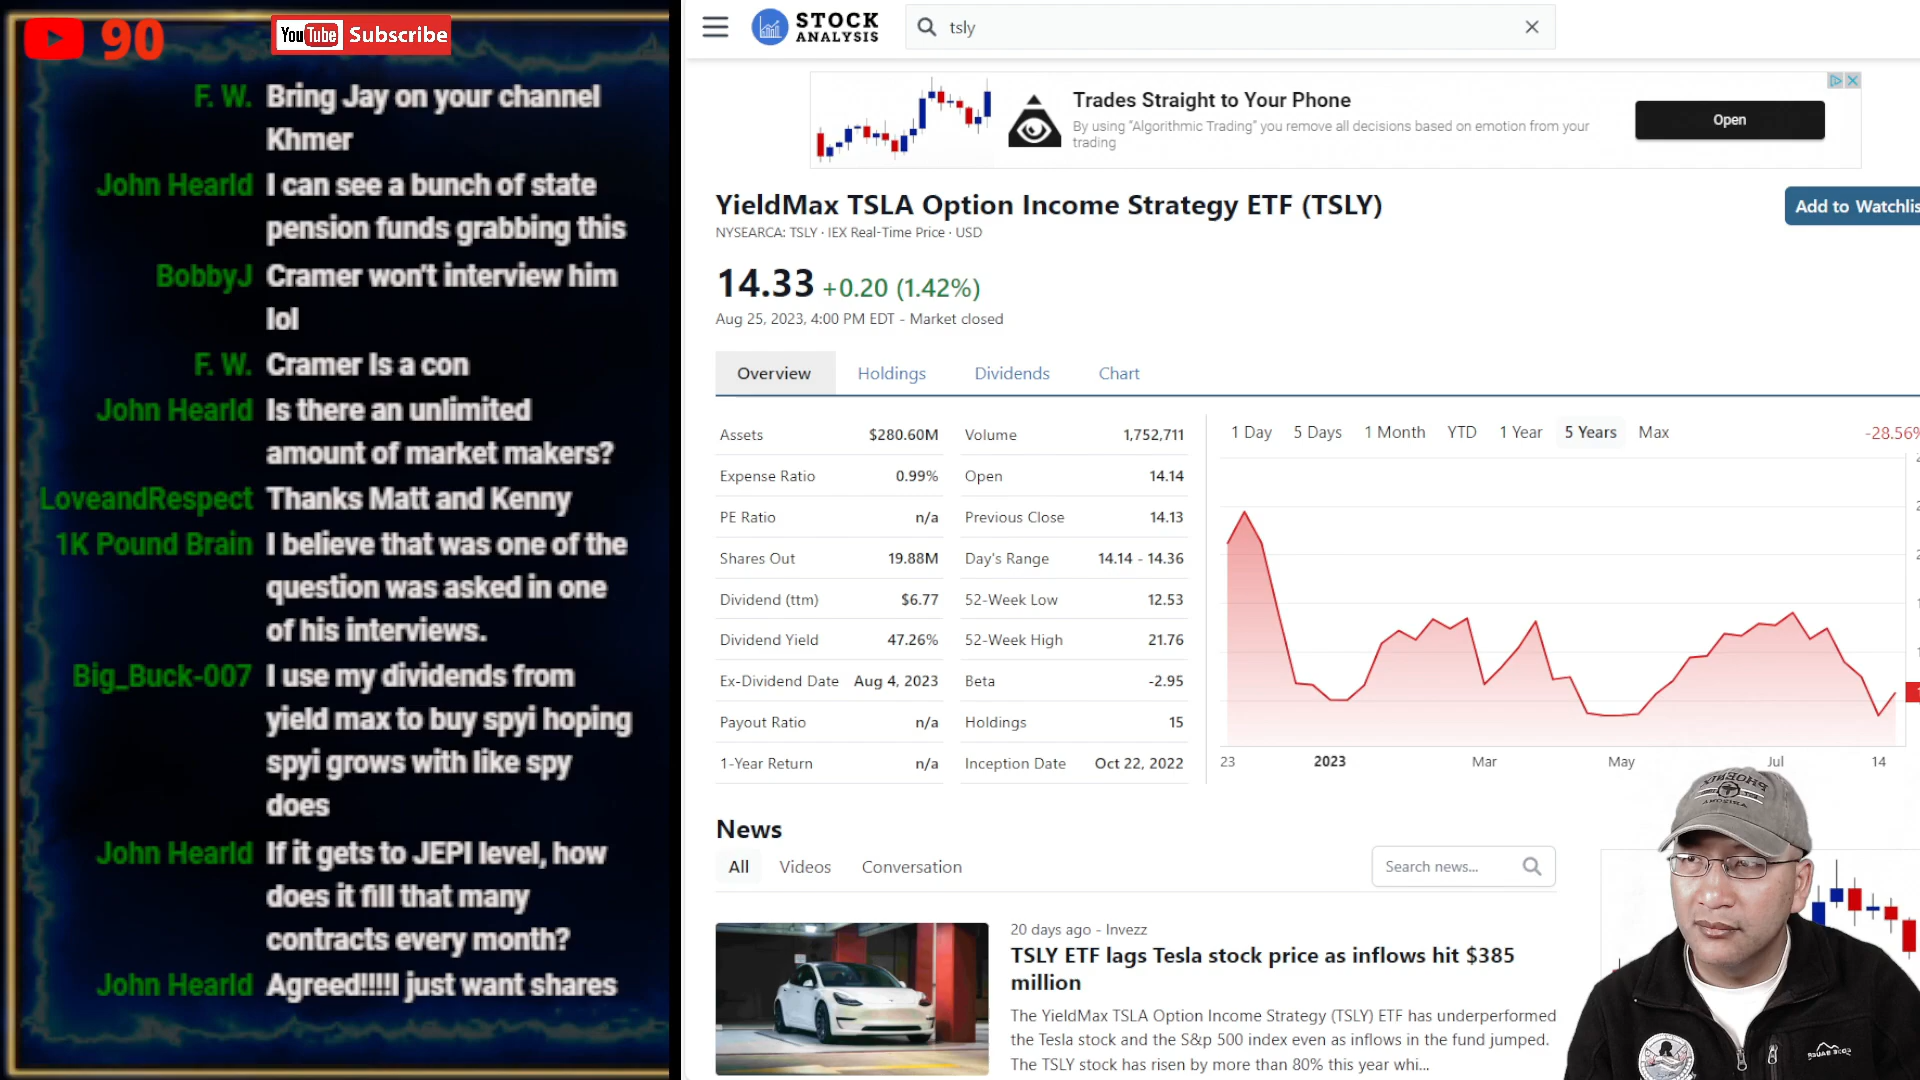 90
YouTube Subscribe
F. W. Bring Jay on your channel
Khmer
John Hearld I can see a bunch of state
pension funds grabbing this
BobbyJ Cramer won't interview him
lol
F. W. Cramer Is a con
John Hearld Is there an unlimited
amount of market makers?
LoveandRespect Thanks Matt and Kenny
1K Pound Brain I believe that was one of the
question was asked in one
of his interviews.
Big_Buck-007 I use my dividends from
yield max to buy spyi hoping
spyi grows with like spy
does
John Hearld If it gets to JEPI level, how
does it fill that many
contracts every month?
John Hearld Agreed!!!!!I just want shares
STOCK
ANALYSIS
tsly
Trades Straight to Your Phone
By using "Algorithmic Trading" you remove all decisions based on emotion from your
trading
Open
YieldMax TSLA Option Income Strategy ETF (TSLY)
Add to Watchlis
NYSEARCA: TSLY · IEX Real-Time Price · USD
14.33 +0.20 (1.42%)
Aug 25, 2023, 4:00 PM EDT - Market closed
Overview Holdings Dividends Chart
Assets $280.60M Volume 1,752,711
Expense Ratio 0.99% Open 14.14
PE Ratio n/a Previous Close 14.13
Shares Out 19.88M Day's Range 14.14 - 14.36
Dividend (ttm) $6.77 52-Week Low 12.53
Dividend Yield 47.26% 52-Week High 21.76
Ex-Dividend Date Aug 4, 2023 Beta -2.95
Payout Ratio n/a Holdings 15
1-Year Return n/a Inception Date Oct 22, 2022
1 Day 5 Days 1 Month YTD 1 Year 5 Years Max -28.56%
23 2023 Mar May Jul 14
News
All Videos Conversation
Search news...
20 days ago - Invezz
TSLY ETF lags Tesla stock price as inflows hit $385
million
The YieldMax TSLA Option Income Strategy (TSLY) ETF has underperformed
the Tesla stock and the S&p 500 index even as inflows in the fund jumped.
The TSLY stock has risen by more than 80% this year whi...
PHOENIX
ARIZONA